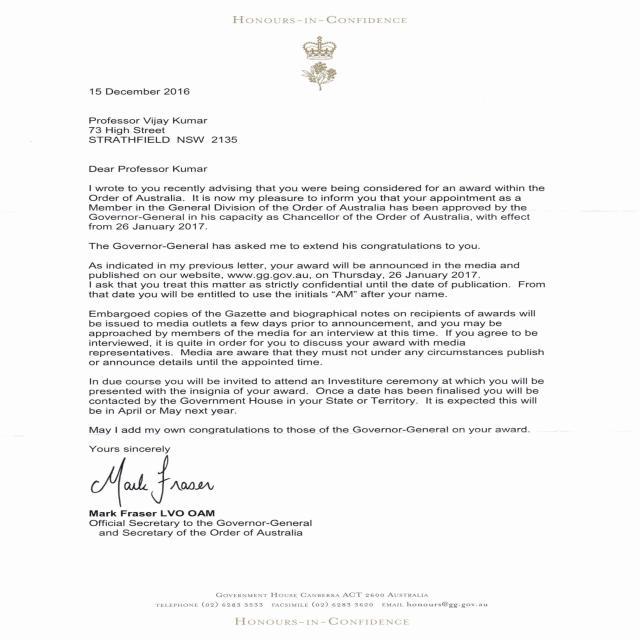 HONOURS-IN-CONFIDENCE
15 December 2016
Professor Vijay Kumar
73 High Street
STRATHFIELD NSW 2135
Dear Professor Kumar
I wrote to you recently advising that you were being considered for an award within the
Order of Australia. It is now my pleasure to inform you that your appointment as a
Member in the General Division of the Order of Australia has been approved by the
Governor-General in his capacity as Chancellor of the Order of Australia, with effect
from 26 January 2017.
The Governor-General has asked me to extend his congratulations to you.
As indicated in my previous letter, your award will be announced in the media and
published on our website, www.gg.gov.au, on Thursday, 26 January 2017.
I ask that you treat this matter as strictly confidential until the date of publication. From
that date you will be entitled to use the initials "AM" after your name.
Embargoed copies of the Gazette and biographical notes on recipients of awards will
be issued to media outlets a few days prior to announcement, and you may be
approached by members of the media for an interview at this time. If you agree to be
interviewed, it is quite in order for you to discuss your award with media
representatives. Media are aware that they must not under any circumstances publish
or announce details until the appointed time.
In due course you will be invited to attend an Investiture ceremony at which you will be
presented with the insignia of your award. Once a date has been finalised you will be
contacted by the Government House in your State or Territory. It is expected this will
be in April or May next year.
May I add my own congratulations to those of the Governor-General on your award.
Yours sincerely
Mark Fraser
Mark Fraser LVO OAM
Official Secretary to the Governor-General
and Secretary of the Order of Australia
GOVERNMENT HOUSE CANBERRA ACT 2600 AUSTRALIA
TELEPHONE (02) 6283 3533 FACSIMILE (02) 6283 3620 EMAIL honours@gg.gov.au
HONOURS-IN-CONFIDENCE